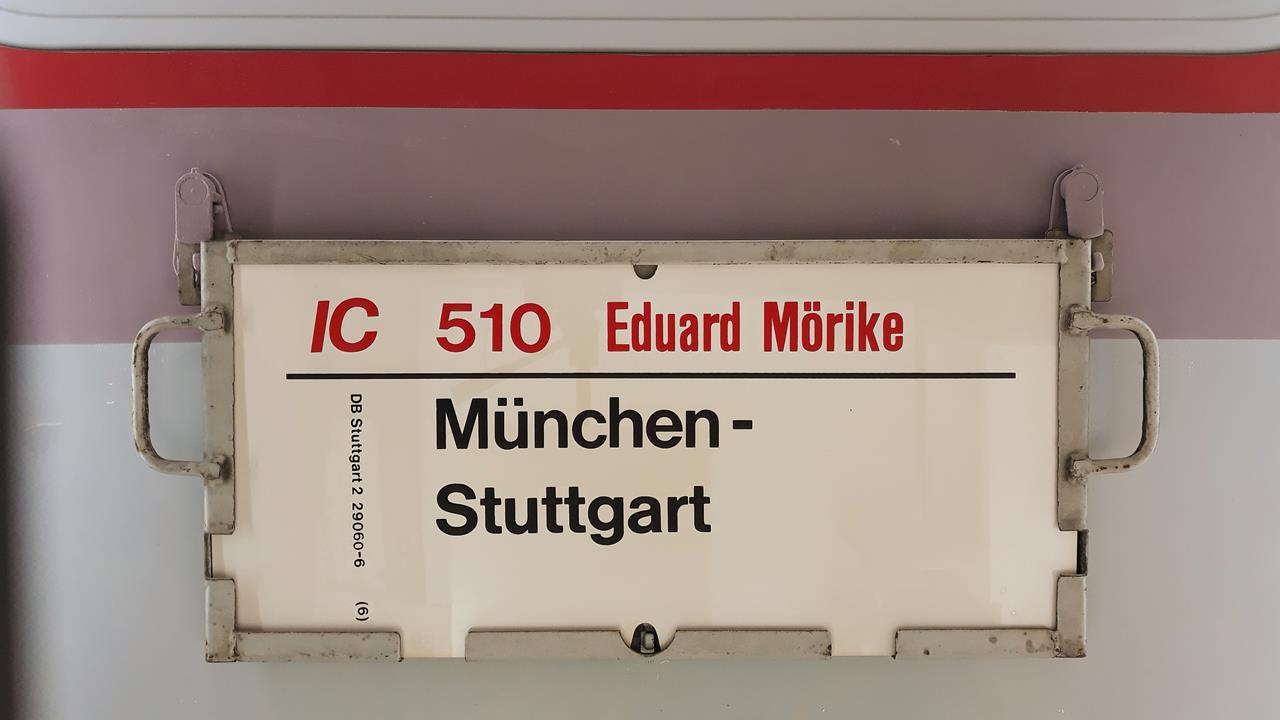 IC 510 Eduard Mörike
München-
Stuttgart
DB Stuttgart 2 29060-6 (6)